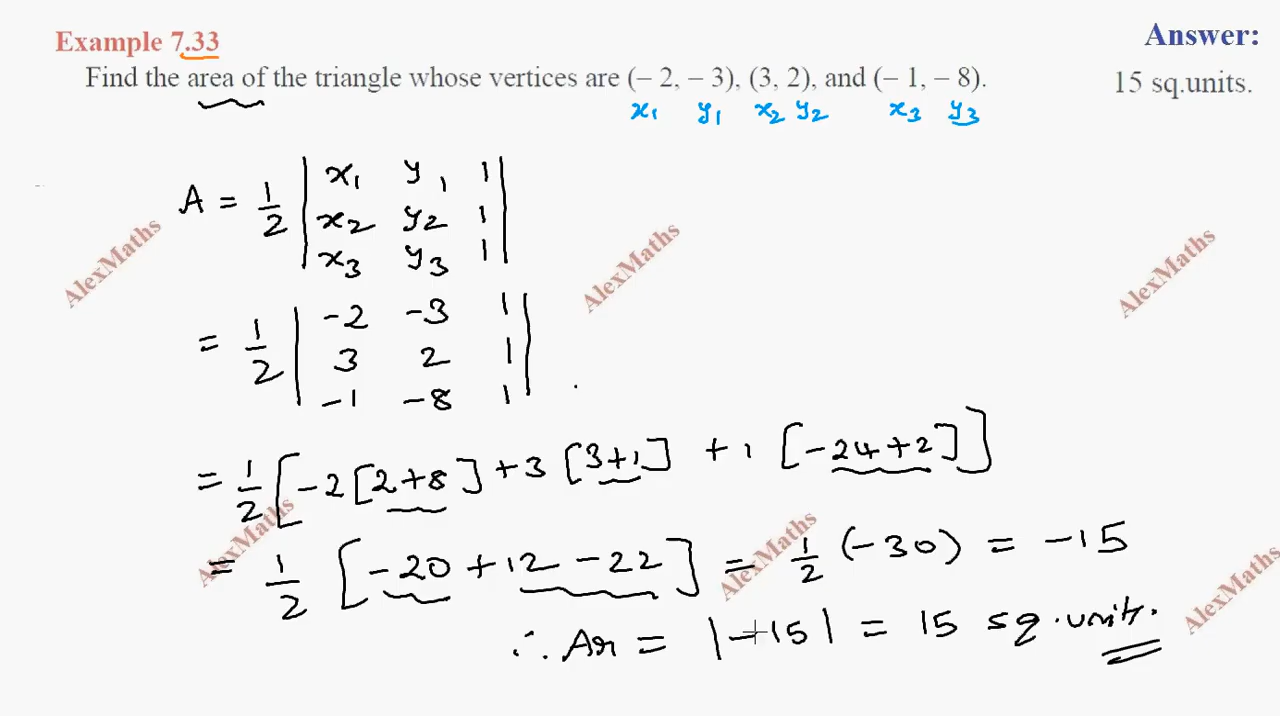 Example 7.33
Answer:
Find the area of the triangle whose vertices are (– 2, – 3), (3, 2), and (– 1, – 8).
15 sq.units.
x₁ y₁ x₂ y₂ x₃ y₃
A = 1/2 | x₁ y₁ 1 |
| x₂ y₂ 1 |
| x₃ y₃ 1 |
AlexMaths
AlexMaths
AlexMaths
= 1/2 | -2 -3 1 |
| 3 2 1 |
| -1 -8 1 |
= 1/2 [ -2 [2+8] +3 [3+1] + 1 [-24+2] ]
AlexMaths
AlexMaths
AlexMaths
= 1/2 [ -20 +12 -22 ] = 1/2 (-30) = -15
∴ Ar = |-15| = 15 sq.units.